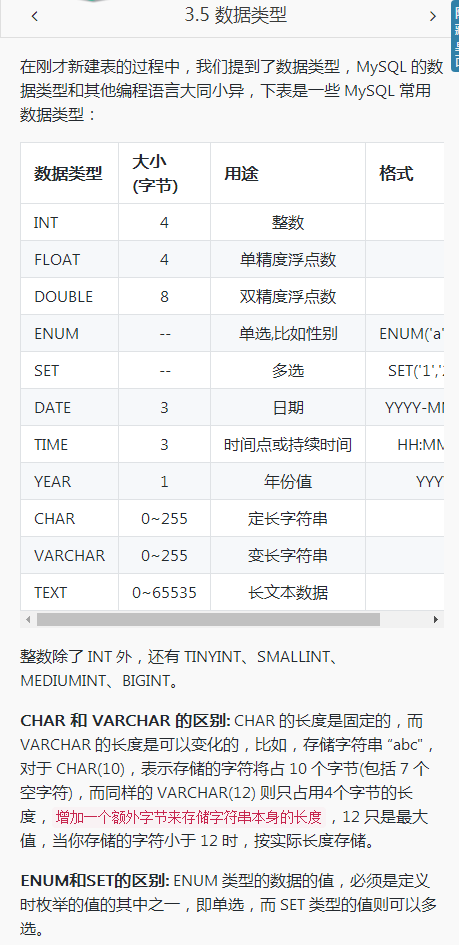 3.5 数据类型
在刚才新建表的过程中，我们提到了数据类型，MySQL 的数
据类型和其他编程语言大同小异，下表是一些 MySQL 常用
数据类型：
数据类型 大小 用途 格式
(字节)
INT 4 整数
FLOAT 4 单精度浮点数
DOUBLE 8 双精度浮点数
ENUM -- 单选,比如性别 ENUM('a'
SET -- 多选 SET('1','
DATE 3 日期 YYYY-MM
TIME 3 时间点或持续时间 HH:MM
YEAR 1 年份值 YYY
CHAR 0~255 定长字符串
VARCHAR 0~255 变长字符串
TEXT 0~65535 长文本数据
整数除了 INT 外，还有 TINYINT、SMALLINT、
MEDIUMINT、BIGINT。
CHAR 和 VARCHAR 的区别: CHAR 的长度是固定的，而
VARCHAR 的长度是可以变化的，比如，存储字符串 “abc"，
对于 CHAR(10)，表示存储的字符将占 10 个字节(包括 7 个
空字符)，而同样的 VARCHAR(12) 则只占用4个字节的长
度，增加一个额外字节来存储字符串本身的长度，12 只是最大
值，当你存储的字符小于 12 时，按实际长度存储。
ENUM和SET的区别: ENUM 类型的数据的值，必须是定义
时枚举的值的其中之一，即单选，而 SET 类型的值则可以多
选。